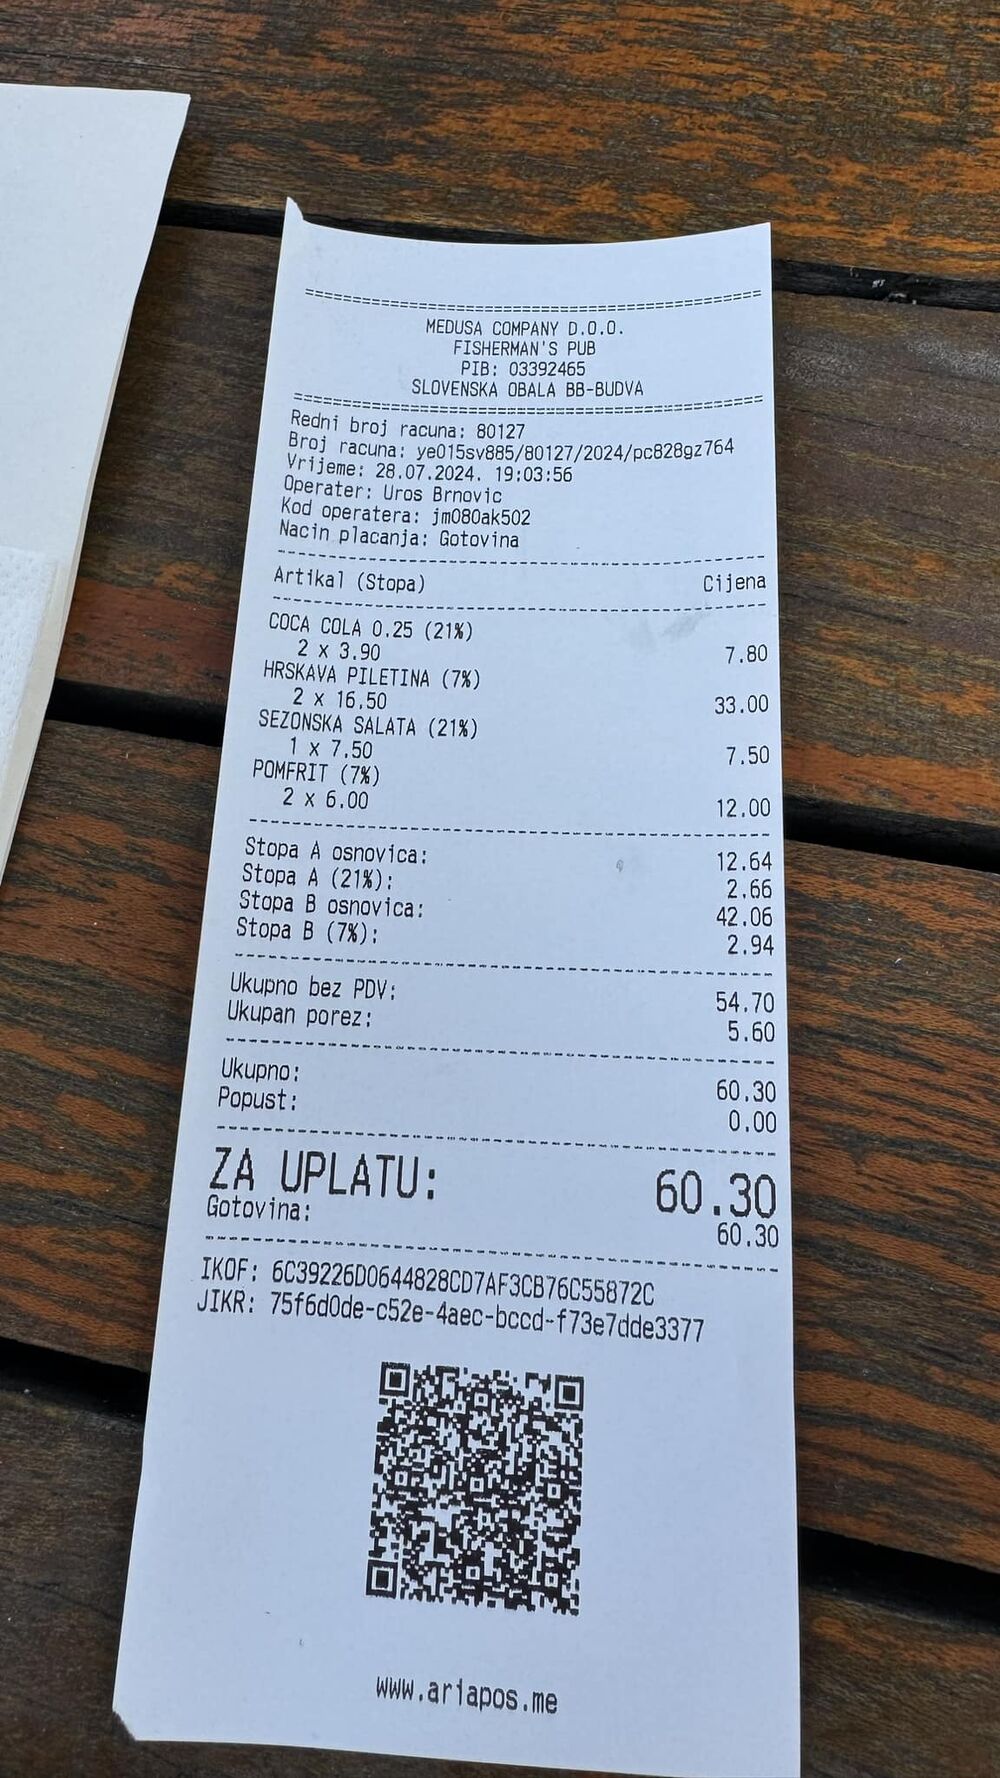 MEDUSA COMPANY D.O.O.
FISHERMAN'S PUB
PIB: 03392465
SLOVENSKA OBALA BB-BUDVA
Redni broj racuna: 80127
Broj racuna: ye015sv885/80127/2024/pc828gz764
Vrijeme: 28.07.2024. 19:03:56
Operater: Uros Brnovic
Kod operatera: jm080ak502
Nacin placanja: Gotovina
Artikal (Stopa) Cijena
COCA COLA 0.25 (21%)
2 x 3.90 7.80
HRSKAVA PILETINA (7%)
2 x 16.50 33.00
SEZONSKA SALATA (21%)
1 x 7.50 7.50
POMFRIT (7%)
2 x 6.00 12.00
Stopa A osnovica: 12.64
Stopa A (21%): 2.66
Stopa B osnovica: 42.06
Stopa B (7%): 2.94
Ukupno bez PDV: 54.70
Ukupan porez: 5.60
Ukupno: 60.30
Popust: 0.00
ZA UPLATU: 60.30
Gotovina: 60.30
IKOF: 6C39226D0644828CD7AF3CB76C55872C
JIKR: 75f6d0de-c52e-4aec-bccd-f73e7dde3377
www.ariapos.me